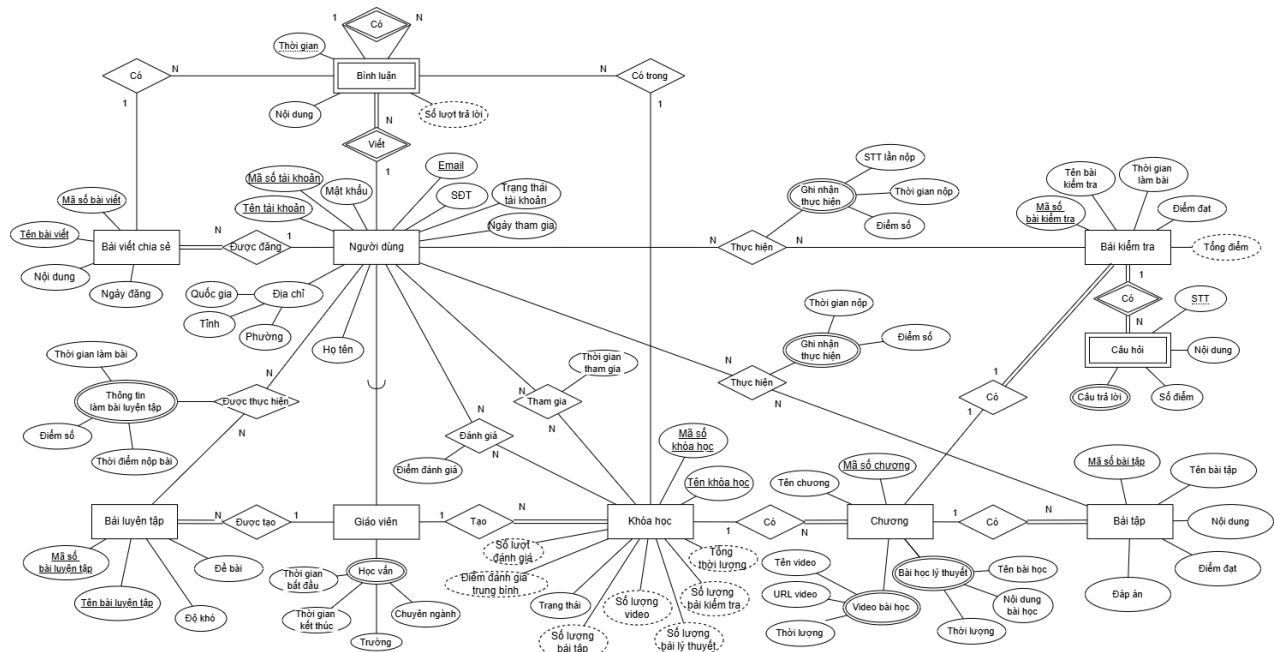 1
Có
N
Thời gian
Có
N
Bình luận
N
Có trong
1
1
Nội dung
Số lượt trả lời
N
Viết
1
Mã số tài khoản
Mật khẩu
Email
SĐT
Trạng thái
tài khoản
Tên tài khoản
Ngày tham gia
STT lần nộp
Ghi nhận
thực hiện
Thời gian nộp
Điểm số
Tên bài
kiểm tra
Thời gian
làm bài
Mã số
bài kiểm tra
Điểm đạt
Mã số bài viết
Tên bài viết
Bài viết chia sẻ
N
Được đăng
1
Người dùng
N
Thực hiện
N
Bài kiểm tra
Tổng điểm
Nội dung
Ngày đăng
Quốc gia
Địa chỉ
Tỉnh
Phường
Họ tên
1
Có
N
STT
Câu hỏi
Nội dung
Câu trả lời
Số điểm
Thời gian nộp
Ghi nhận
thực hiện
Điểm số
N
Thực hiện
N
1
Có
1
Thời gian làm bài
Thông tin
làm bài luyện tập
Điểm số
Thời điểm nộp bài
N
Được thực hiện
N
Thời gian
tham gia
N
Tham gia
N
N
Đánh giá
N
Điểm đánh giá
Mã số
khóa học
Tên khóa học
Tên chương
Mã số chương
Mã số bài tập
Tên bài tập
Bài luyện tập
N
Được tạo
1
Giáo viên
1
Tạo
N
Khóa học
1
Có
N
Chương
1
Có
N
Bài tập
Nội dung
Mã số
bài luyện tập
Đề bài
Tên bài luyện tập
Độ khó
Thời gian
bắt đầu
Học vấn
Thời gian
kết thúc
Chuyên ngành
Trường
Số lượt
đánh giá
Điểm đánh giá
trung bình
Trạng thái
Số lượng
bài tập
Số lượng
video
Số lượng
bài lý thuyết
Số lượng
bài kiểm tra
Tổng
thời lượng
Tên video
URL video
Video bài học
Thời lượng
Bài học lý thuyết
Tên bài học
Nội dung
bài học
Thời lượng
Đáp án
Điểm đạt